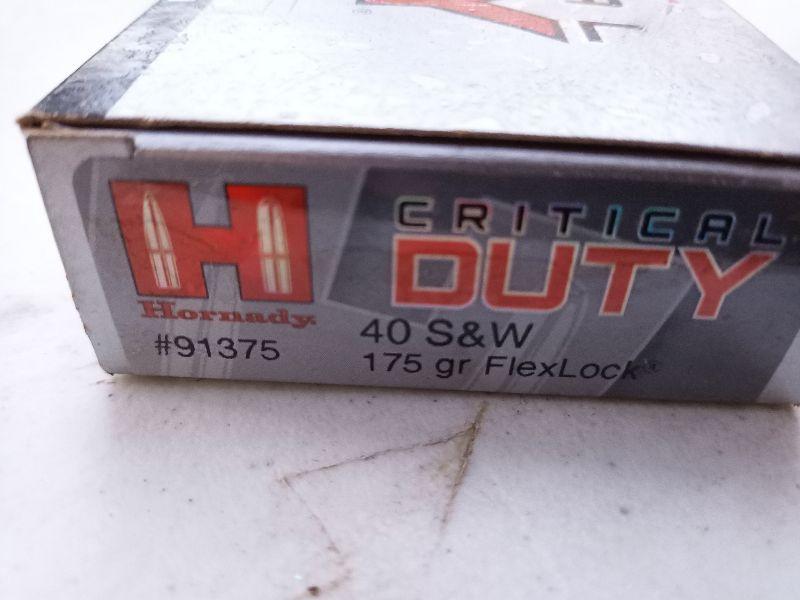 H
Hornady
#91375
CRITICAL
DUTY
40 S&W
175 gr FlexLock®